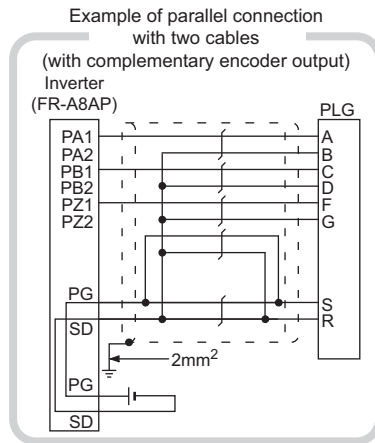 Example of parallel connection
with two cables
(with complementary encoder output)
Inverter
(FR-A8AP)
PLG
PA1
A
PA2
B
PB1
C
PB2
D
PZ1
F
PZ2
G
PG
S
SD
R
2mm²
PG
SD